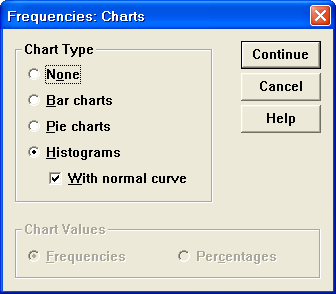 Frequencies: Charts
Chart Type
None
Bar charts
Pie charts
Histograms
With normal curve
Continue
Cancel
Help
Chart Values
Frequencies
Percentages